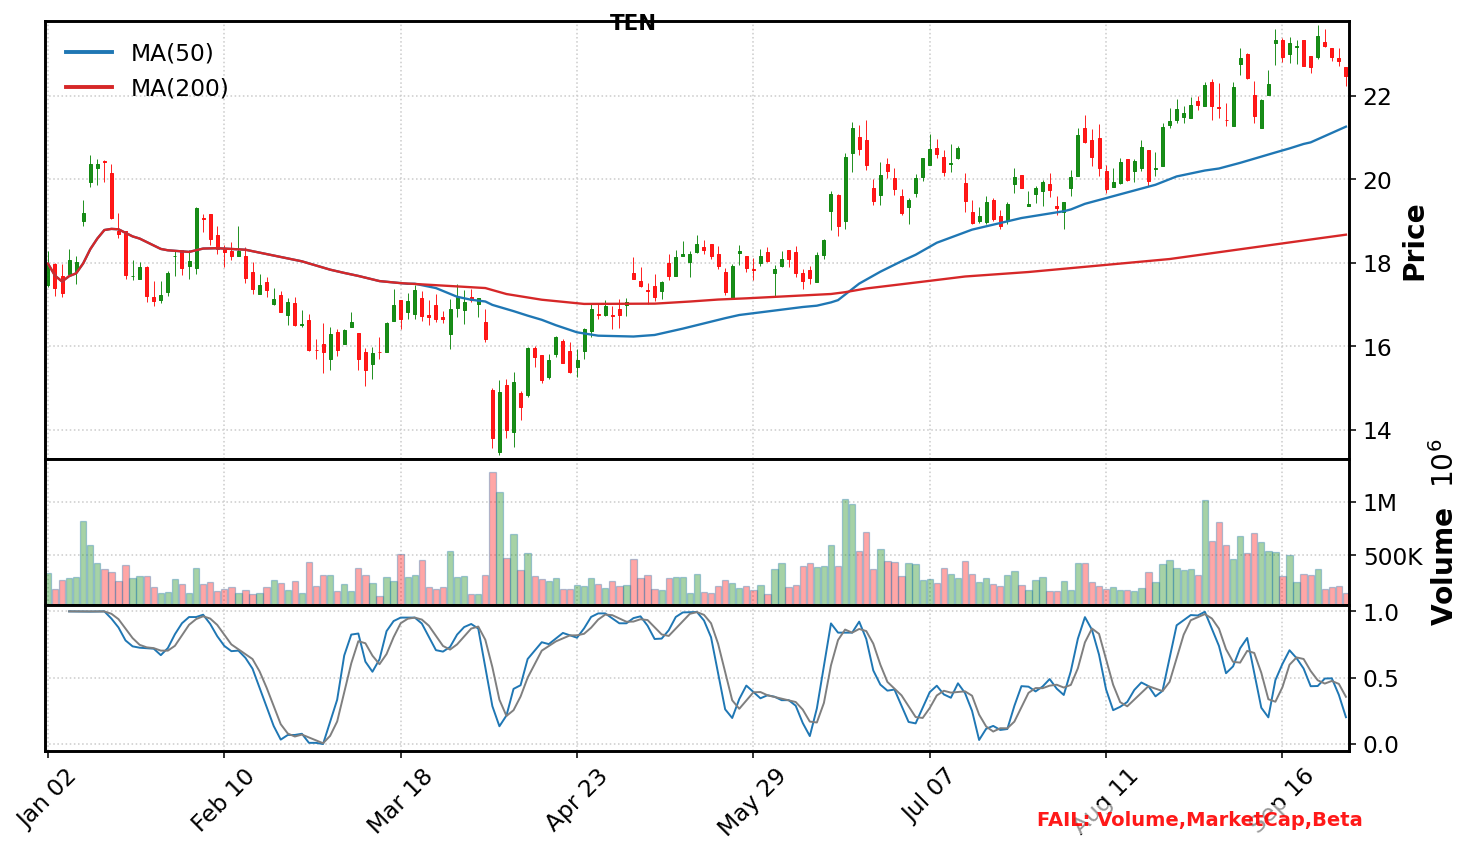 TEN
MA(50)
MA(200)
22
20
18
16
14
Price
1M
500K
Volume 10^6
1.0
0.5
0.0
Jan 02
Feb 10
Mar 18
Apr 23
May 29
Jul 07
Aug 11
Sep 16
FAIL: Volume,MarketCap,Beta